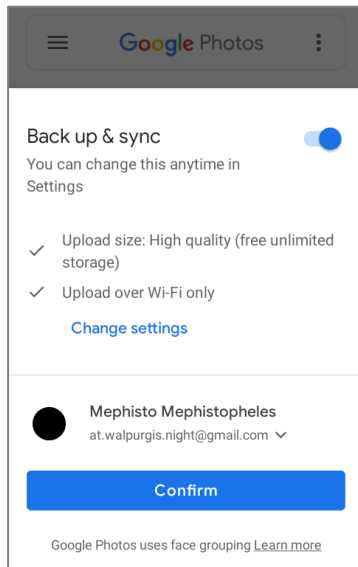 Google Photos
Back up & sync
You can change this anytime in
Settings
Upload size: High quality (free unlimited
storage)
Upload over Wi-Fi only
Change settings
Mephisto Mephistopheles
at.walpurgis.night@gmail.com
Confirm
Google Photos uses face grouping Learn more